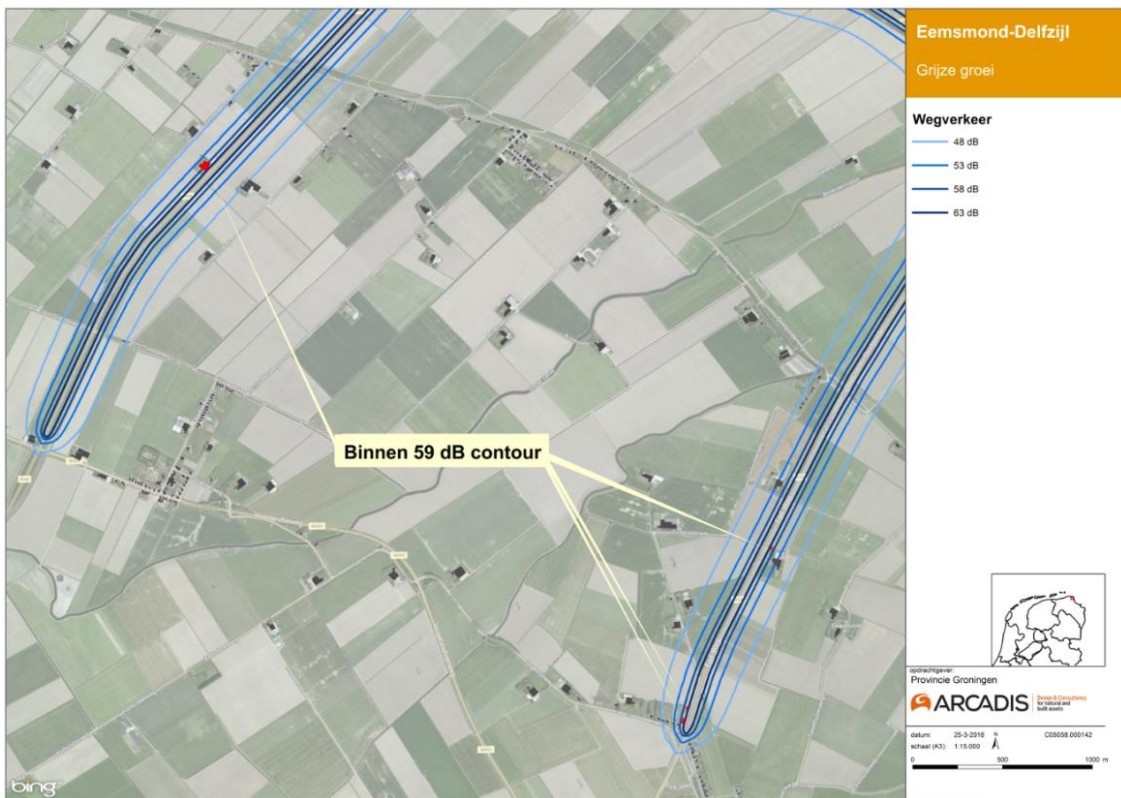 Eemsmond-Delfzijl
Grijze groei
Wegverkeer
48 dB
53 dB
58 dB
63 dB
Binnen 59 dB contour
opdrachtgever:
Provincie Groningen
ARCADIS
Design & Consultancy
for natural and
built assets
datum: 25-3-2016 N C05058.000142
schaal (A3): 1:15.000
0 500 1000 m
bing